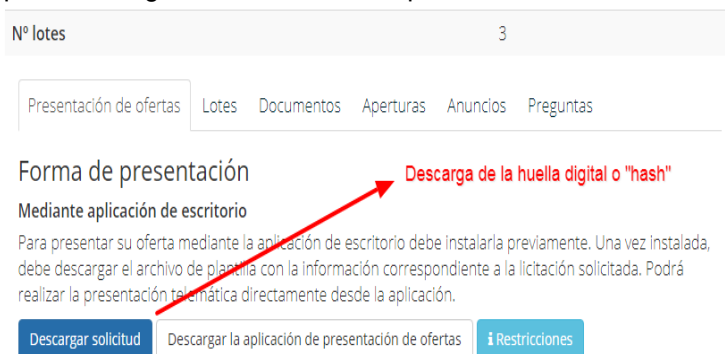 Nº lotes 3
Presentación de ofertas Lotes Documentos Aperturas Anuncios Preguntas
Forma de presentación
Descarga de la huella digital o "hash"
Mediante aplicación de escritorio
Para presentar su oferta mediante la aplicación de escritorio debe instalarla previamente. Una vez instalada,
debe descargar el archivo de plantilla con la información correspondiente a la licitación solicitada. Podrá
realizar la presentación telemática directamente desde la aplicación.
Descargar solicitud Descargar la aplicación de presentación de ofertas i Restricciones